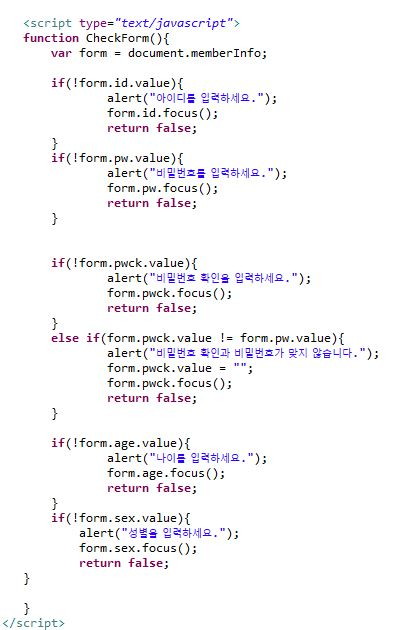 <script type="text/javascript">
function CheckForm(){
    var form = document.memberInfo;

    if(!form.id.value){
            alert("아이디를 입력하세요.");
            form.id.focus();
            return false;
    }
    if(!form.pw.value){
            alert("비밀번호를 입력하세요.");
            form.pw.focus();
            return false;
    }


    if(!form.pwck.value){
            alert("비밀번호 확인을 입력하세요.");
            form.pwck.focus();
            return false;
    }
    else if(form.pwck.value != form.pw.value){
            alert("비밀번호 확인과 비밀번호가 맞지 않습니다.");
            form.pwck.value = "";
            form.pwck.focus();
            return false;
    }

    if(!form.age.value){
            alert("나이를 입력하세요.");
            form.age.focus();
            return false;
    }
    if(!form.sex.value){
        alert("성별을 입력하세요.");
        form.sex.focus();
        return false;
}

}
</script>